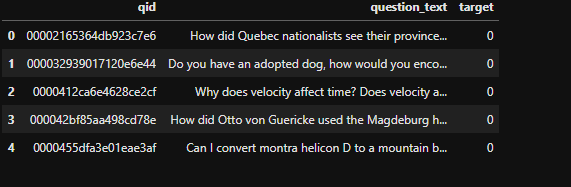 qid question_text target
0 00002165364db923c7e6 How did Quebec nationalists see their province... 0
1 000032939017120e6e44 Do you have an adopted dog, how would you enco... 0
2 0000412ca6e4628ce2cf Why does velocity affect time? Does velocity a... 0
3 000042bf85aa498cd78e How did Otto von Guericke used the Magdeburg h... 0
4 0000455dfa3e01eae3af Can I convert montra helicon D to a mountain b... 0